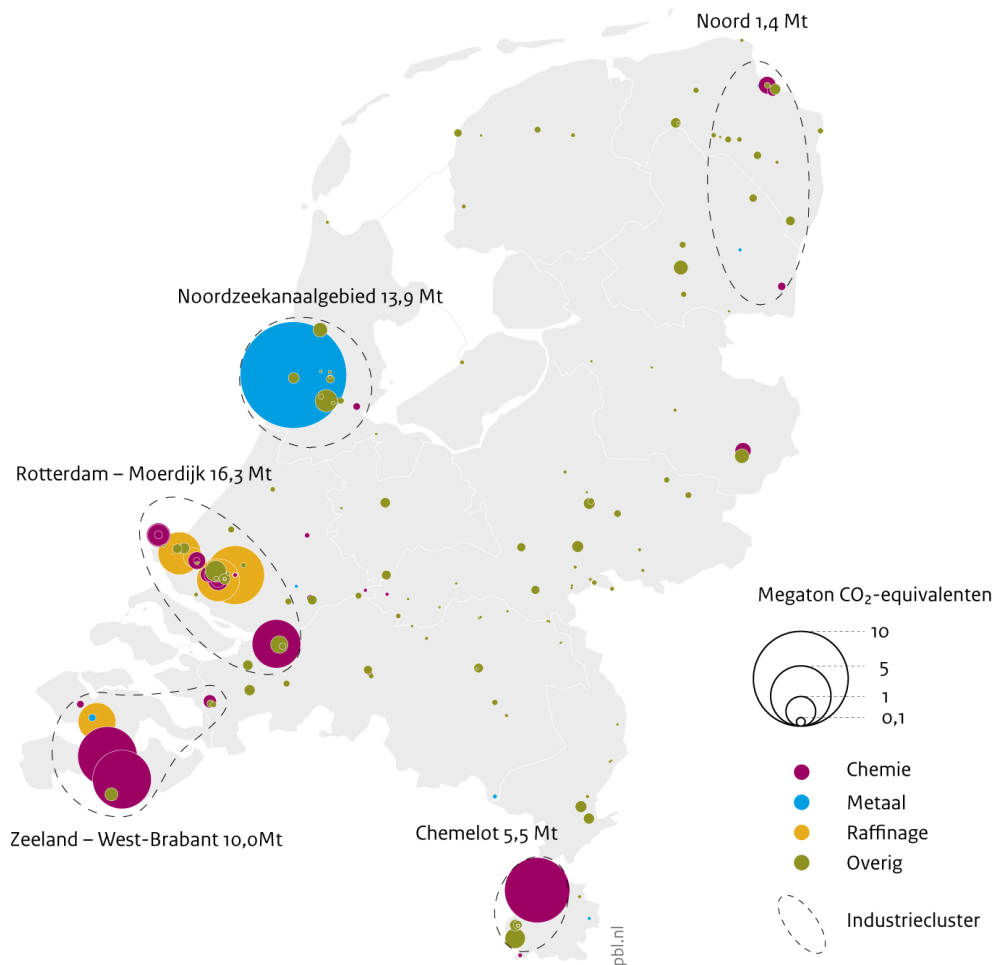 Noord 1,4 Mt
Noordzeekanaalgebied 13,9 Mt
Rotterdam – Moerdijk 16,3 Mt
Zeeland – West-Brabant 10,0Mt
Chemelot 5,5 Mt
Megaton CO₂-equivalenten
10
5
1
0,1
Chemie
Metaal
Raffinage
Overig
Industriecluster
pbl.nl